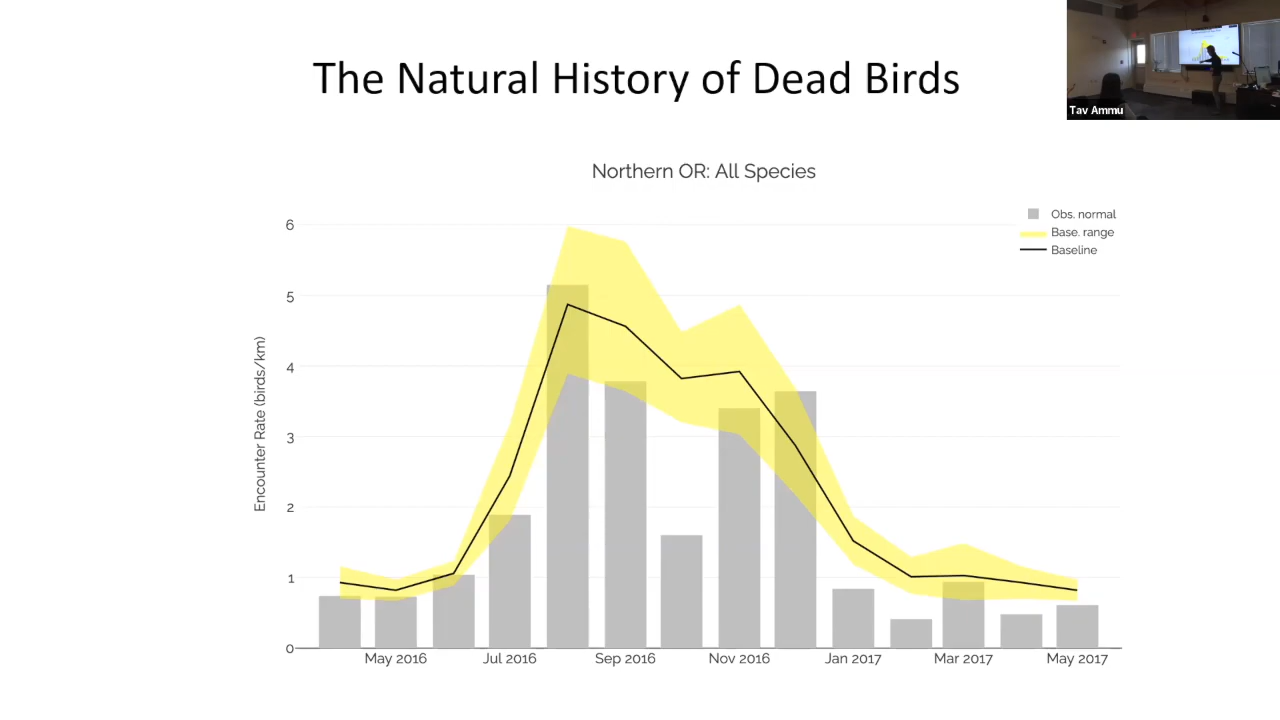 The Natural History of Dead Birds
Tav Ammu
Northern OR: All Species
Obs. normal
Base. range
Baseline
Encounter Rate (birds/km)
6
5
4
3
2
1
0
May 2016
Jul 2016
Sep 2016
Nov 2016
Jan 2017
Mar 2017
May 2017